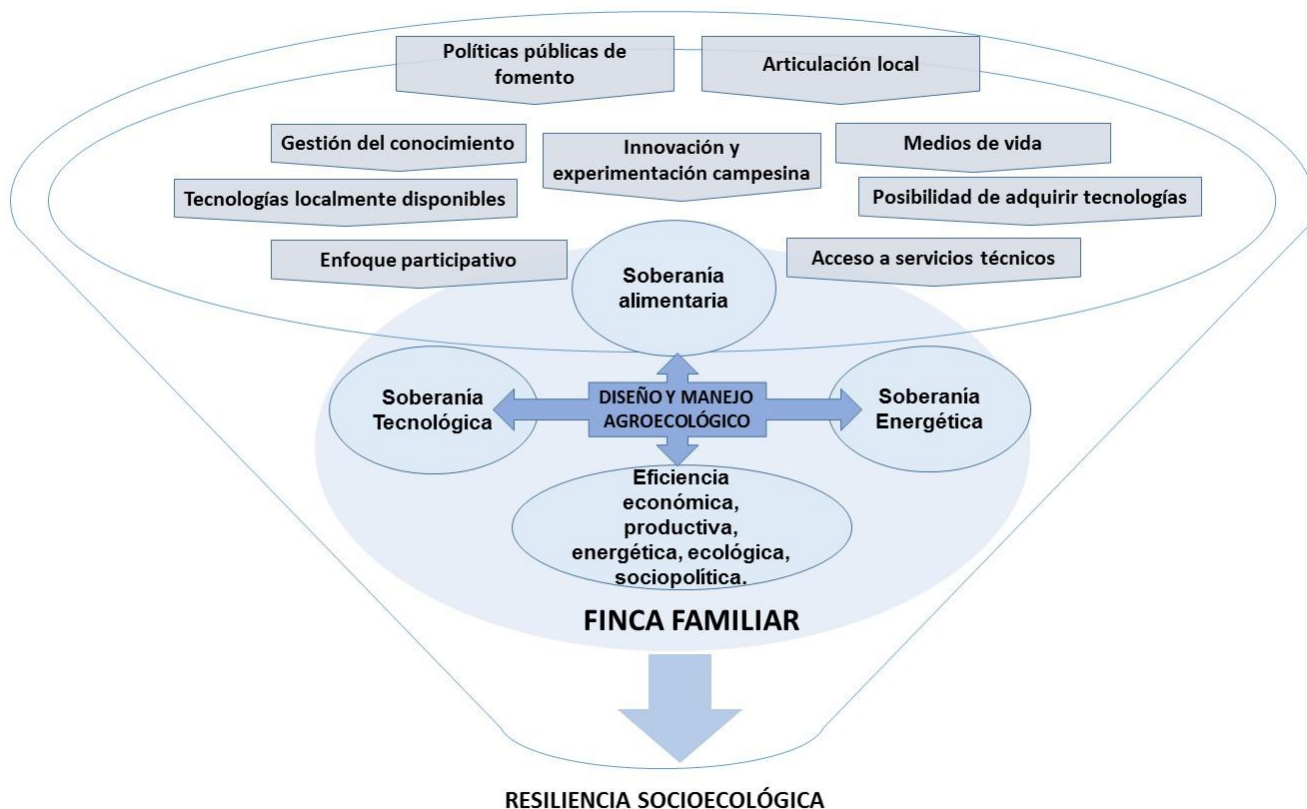 Políticas públicas de
fomento
Articulación local
Gestión del conocimiento
Innovación y
experimentación campesina
Medios de vida
Tecnologías localmente disponibles
Posibilidad de adquirir tecnologías
Enfoque participativo
Acceso a servicios técnicos
Soberanía
alimentaria
Soberanía
Tecnológica
DISEÑO Y MANEJO
AGROECOLÓGICO
Soberanía
Energética
Eficiencia
económica,
productiva,
energética, ecológica,
sociopolítica.
FINCA FAMILIAR
RESILIENCIA SOCIOECOLÓGICA